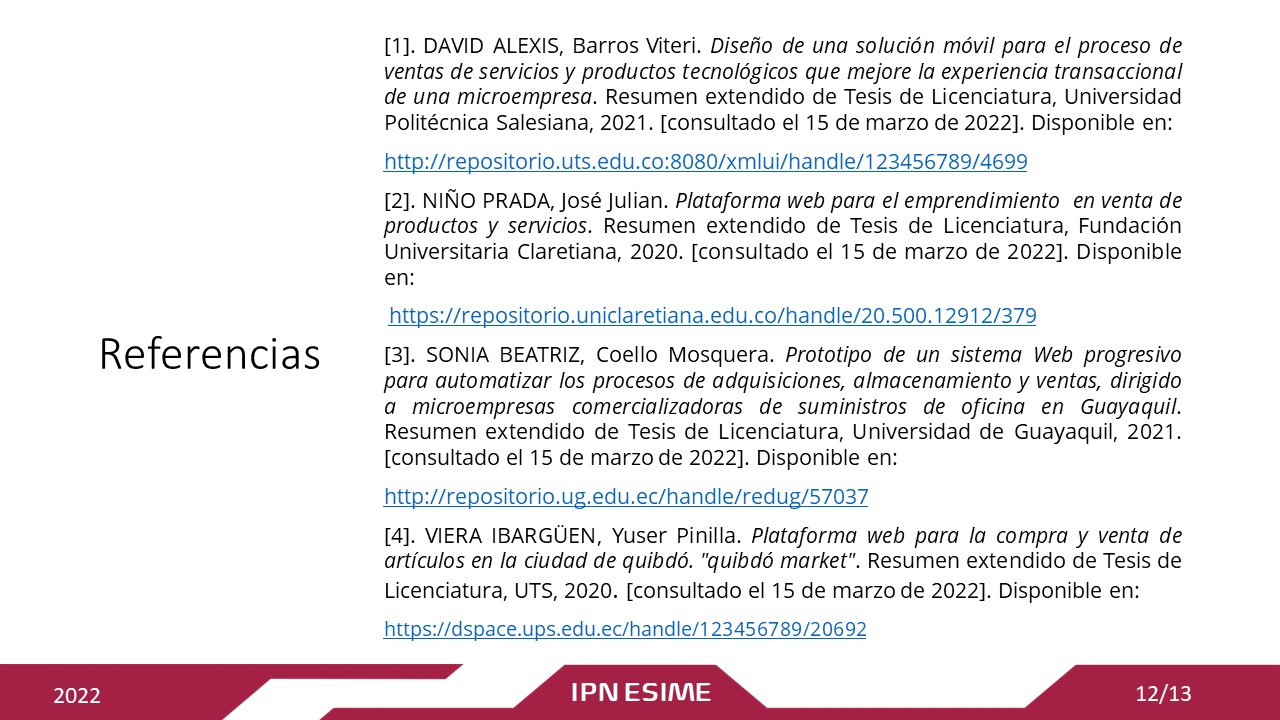 Referencias
[1]. DAVID ALEXIS, Barros Viteri. Diseño de una solución móvil para el proceso de
ventas de servicios y productos tecnológicos que mejore la experiencia transaccional
de una microempresa. Resumen extendido de Tesis de Licenciatura, Universidad
Politécnica Salesiana, 2021. [consultado el 15 de marzo de 2022]. Disponible en:
http://repositorio.uts.edu.co:8080/xmlui/handle/123456789/4699
[2]. NIÑO PRADA, José Julian. Plataforma web para el emprendimiento  en venta de
productos y servicios. Resumen extendido de Tesis de Licenciatura, Fundación
Universitaria Claretiana, 2020. [consultado el 15 de marzo de 2022]. Disponible
en:
https://repositorio.uniclaretiana.edu.co/handle/20.500.12912/379
[3]. SONIA BEATRIZ, Coello Mosquera. Prototipo de un sistema Web progresivo
para automatizar los procesos de adquisiciones, almacenamiento y ventas, dirigido
a microempresas comercializadoras de suministros de oficina en Guayaquil.
Resumen extendido de Tesis de Licenciatura, Universidad de Guayaquil, 2021.
[consultado el 15 de marzo de 2022]. Disponible en:
http://repositorio.ug.edu.ec/handle/redug/57037
[4]. VIERA IBARGÜEN, Yuser Pinilla. Plataforma web para la compra y venta de
artículos en la ciudad de quibdó. "quibdó market". Resumen extendido de Tesis de
Licenciatura, UTS, 2020. [consultado el 15 de marzo de 2022]. Disponible en:
https://dspace.ups.edu.ec/handle/123456789/20692
2022
IPN ESIME
12/13